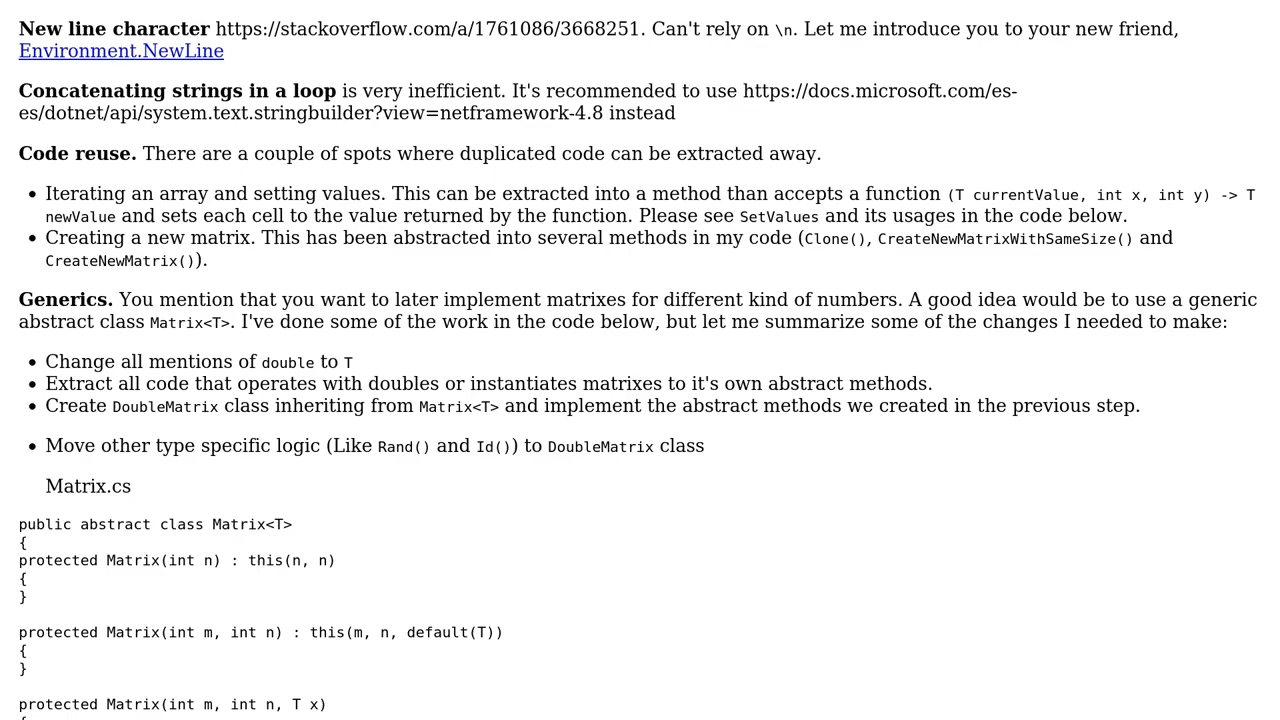 New line character https://stackoverflow.com/a/1761086/3668251. Can't rely on \n. Let me introduce you to your new friend,
Environment.NewLine
Concatenating strings in a loop is very inefficient. It's recommended to use https://docs.microsoft.com/es-
es/dotnet/api/system.text.stringbuilder?view=netframework-4.8 instead
Code reuse. There are a couple of spots where duplicated code can be extracted away.
• Iterating an array and setting values. This can be extracted into a method than accepts a function (T currentValue, int x, int y) -> T
newValue and sets each cell to the value returned by the function. Please see SetValues and its usages in the code below.
• Creating a new matrix. This has been abstracted into several methods in my code (Clone(), CreateNewMatrixWithSameSize() and
CreateNewMatrix()).
Generics. You mention that you want to later implement matrixes for different kind of numbers. A good idea would be to use a generic
abstract class Matrix<T>. I've done some of the work in the code below, but let me summarize some of the changes I needed to make:
• Change all mentions of double to T
• Extract all code that operates with doubles or instantiates matrixes to it's own abstract methods.
• Create DoubleMatrix class inheriting from Matrix<T> and implement the abstract methods we created in the previous step.
• Move other type specific logic (Like Rand() and Id()) to DoubleMatrix class
Matrix.cs
public abstract class Matrix<T>
{
protected Matrix(int n) : this(n, n)
{
}
protected Matrix(int m, int n) : this(m, n, default(T))
{
}
protected Matrix(int m, int n, T x)
{